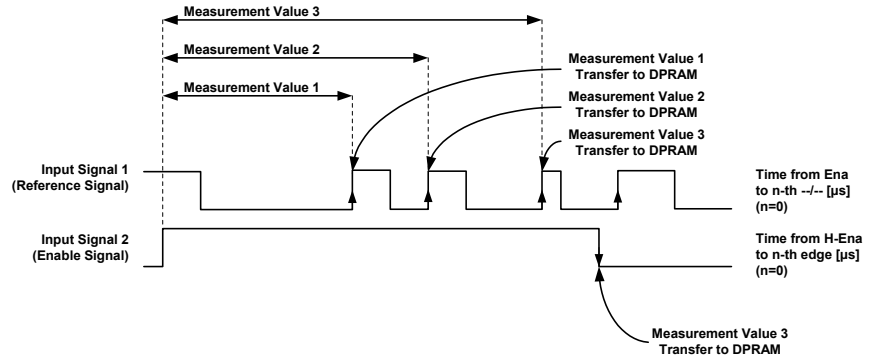 Measurement Value 3
Measurement Value 2
Measurement Value 1
Measurement Value 1
Transfer to DPRAM
Measurement Value 2
Transfer to DPRAM
Measurement Value 3
Transfer to DPRAM
Input Signal 1
(Reference Signal)
Time from Ena
to n-th --/-- [µs]
(n=0)
Input Signal 2
(Enable Signal)
Time from H-Ena
to n-th edge [µs]
(n=0)
Measurement Value 3
Transfer to DPRAM